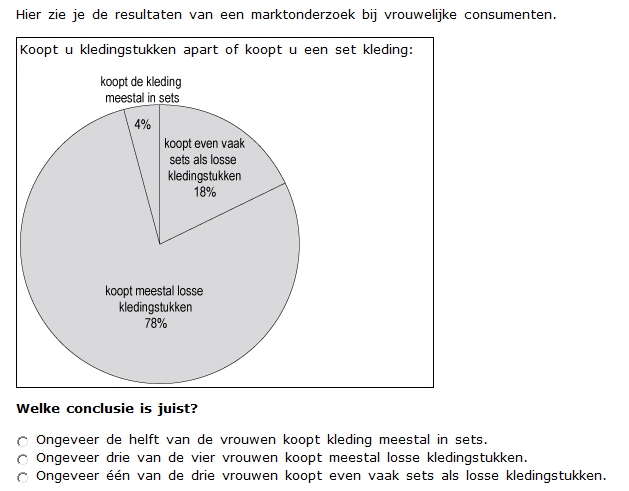 Hier zie je de resultaten van een marktonderzoek bij vrouwelijke consumenten.
Koopt u kledingstukken apart of koopt u een set kleding:
koopt de kleding
meestal in sets
4%
koopt even vaak
sets als losse
kledingstukken
18%
koopt meestal losse
kledingstukken
78%
Welke conclusie is juist?
Ongeveer de helft van de vrouwen koopt kleding meestal in sets.
Ongeveer drie van de vier vrouwen koopt meestal losse kledingstukken.
Ongeveer één van de drie vrouwen koopt even vaak sets als losse kledingstukken.